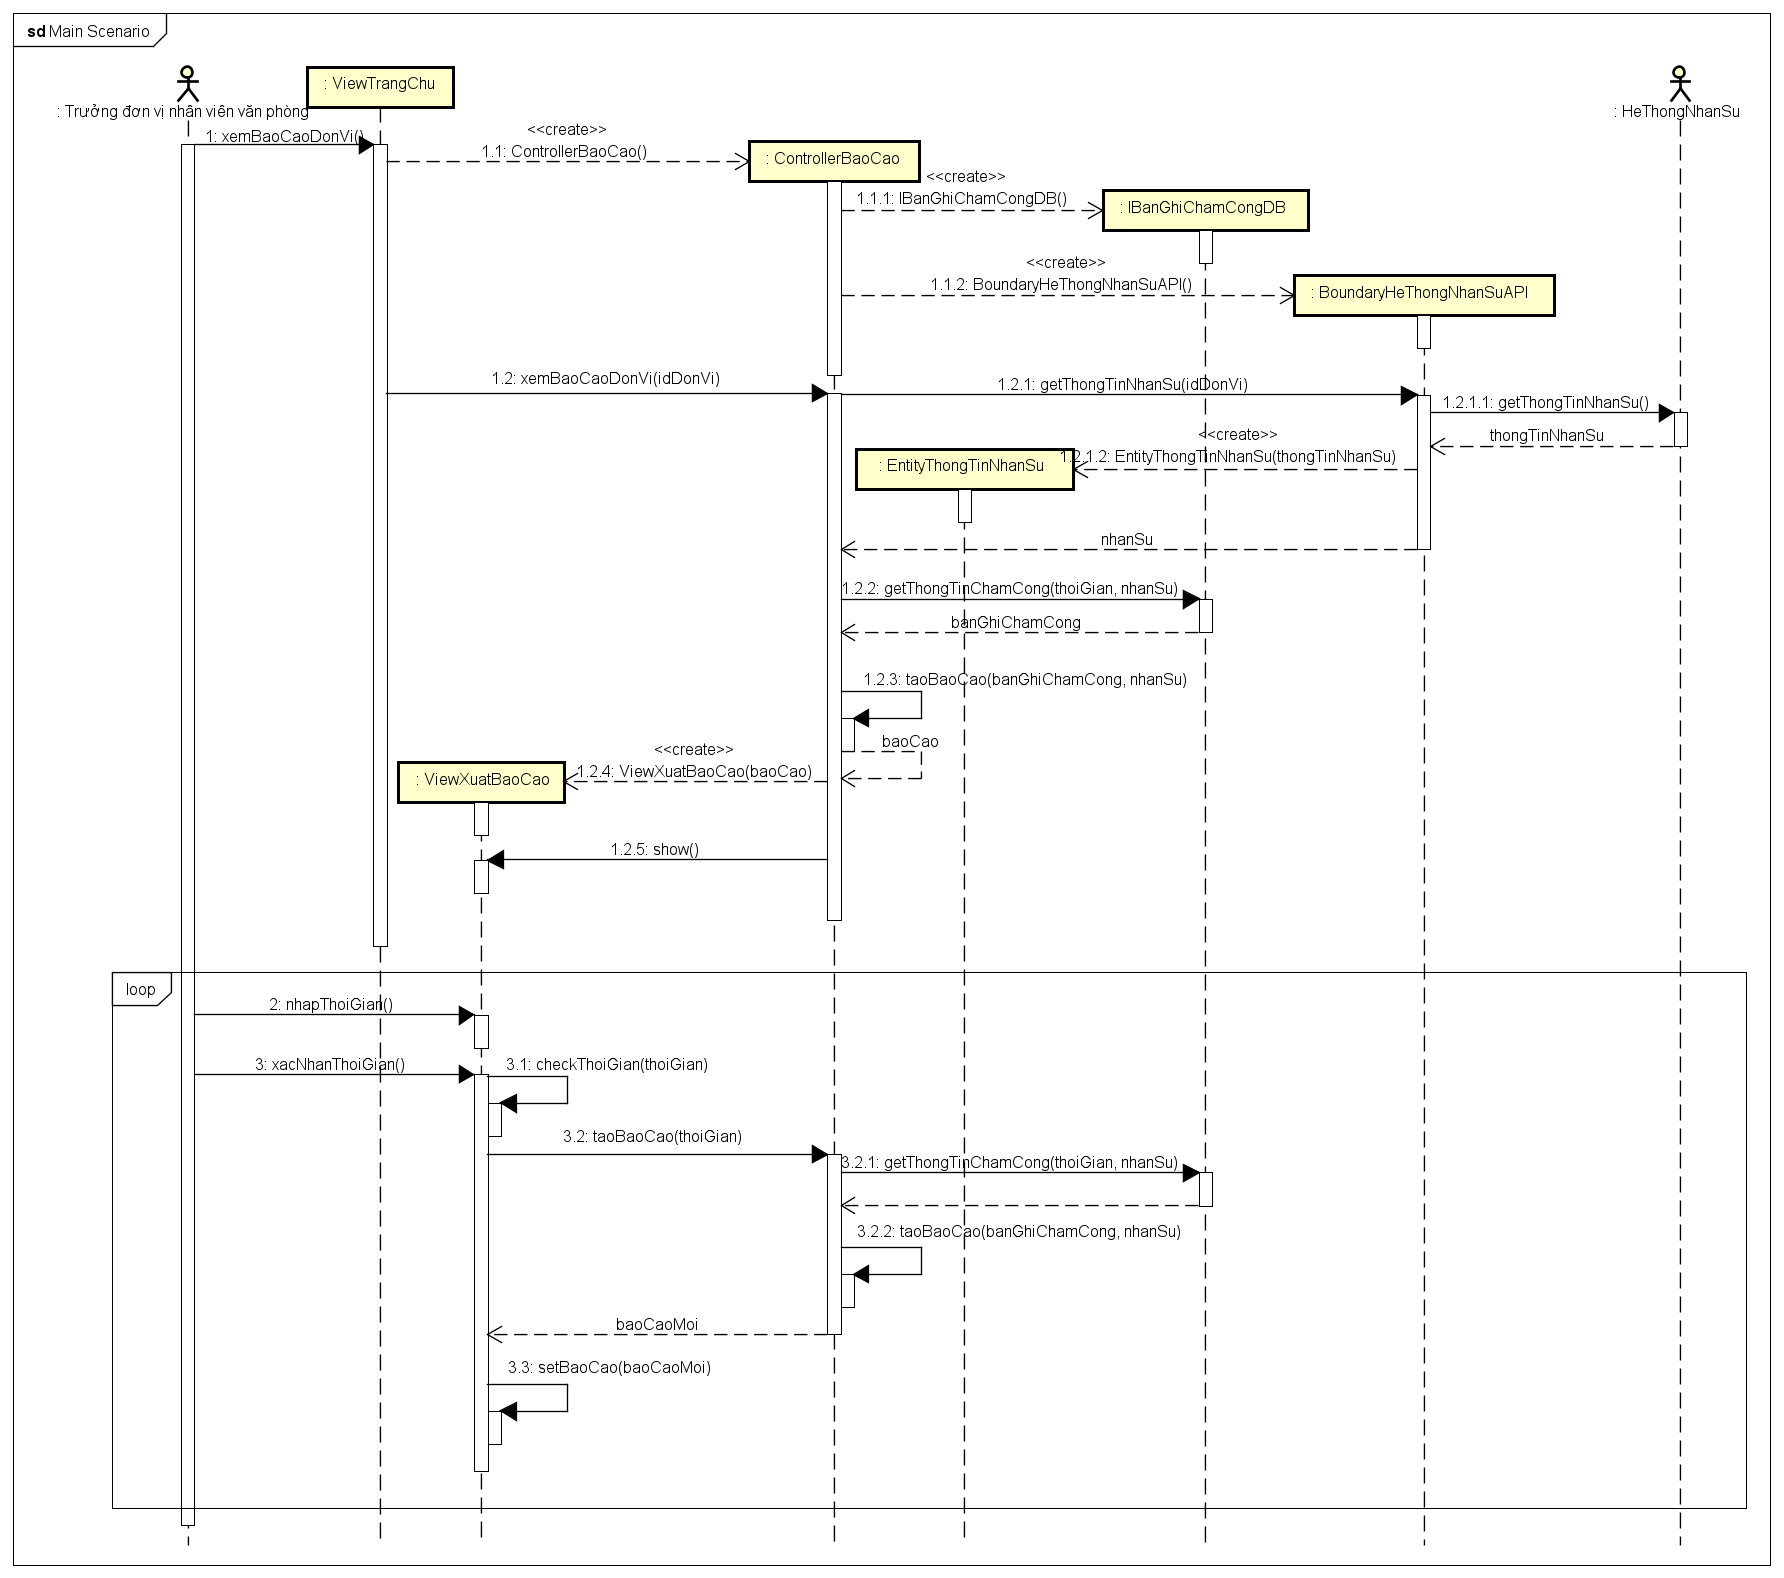 sd Main Scenario
: Trưởng đơn vị nhân viên văn phòng
: ViewTrangChu
: HeThongNhanSu
1: xemBaoCaoDonVi()
<<create>>
1.1: ControllerBaoCao()
: ControllerBaoCao
<<create>>
1.1.1: IBanGhiChamCongDB()
: IBanGhiChamCongDB
<<create>>
1.1.2: BoundaryHeThongNhanSuAPI()
: BoundaryHeThongNhanSuAPI
1.2: xemBaoCaoDonVi(idDonVi)
1.2.1: getThongTinNhanSu(idDonVi)
1.2.1.1: getThongTinNhanSu()
thongTinNhanSu
<<create>>
1.2.1.2: EntityThongTinNhanSu(thongTinNhanSu)
: EntityThongTinNhanSu
nhanSu
1.2.2: getThongTinChamCong(thoiGian, nhanSu)
banGhiChamCong
1.2.3: taoBaoCao(banGhiChamCong, nhanSu)
baoCao
<<create>>
1.2.4: ViewXuatBaoCao(baoCao)
: ViewXuatBaoCao
1.2.5: show()
loop
2: nhapThoiGian()
3: xacNhanThoiGian()
3.1: checkThoiGian(thoiGian)
3.2: taoBaoCao(thoiGian)
3.2.1: getThongTinChamCong(thoiGian, nhanSu)
3.2.2: taoBaoCao(banGhiChamCong, nhanSu)
baoCaoMoi
3.3: setBaoCao(baoCaoMoi)